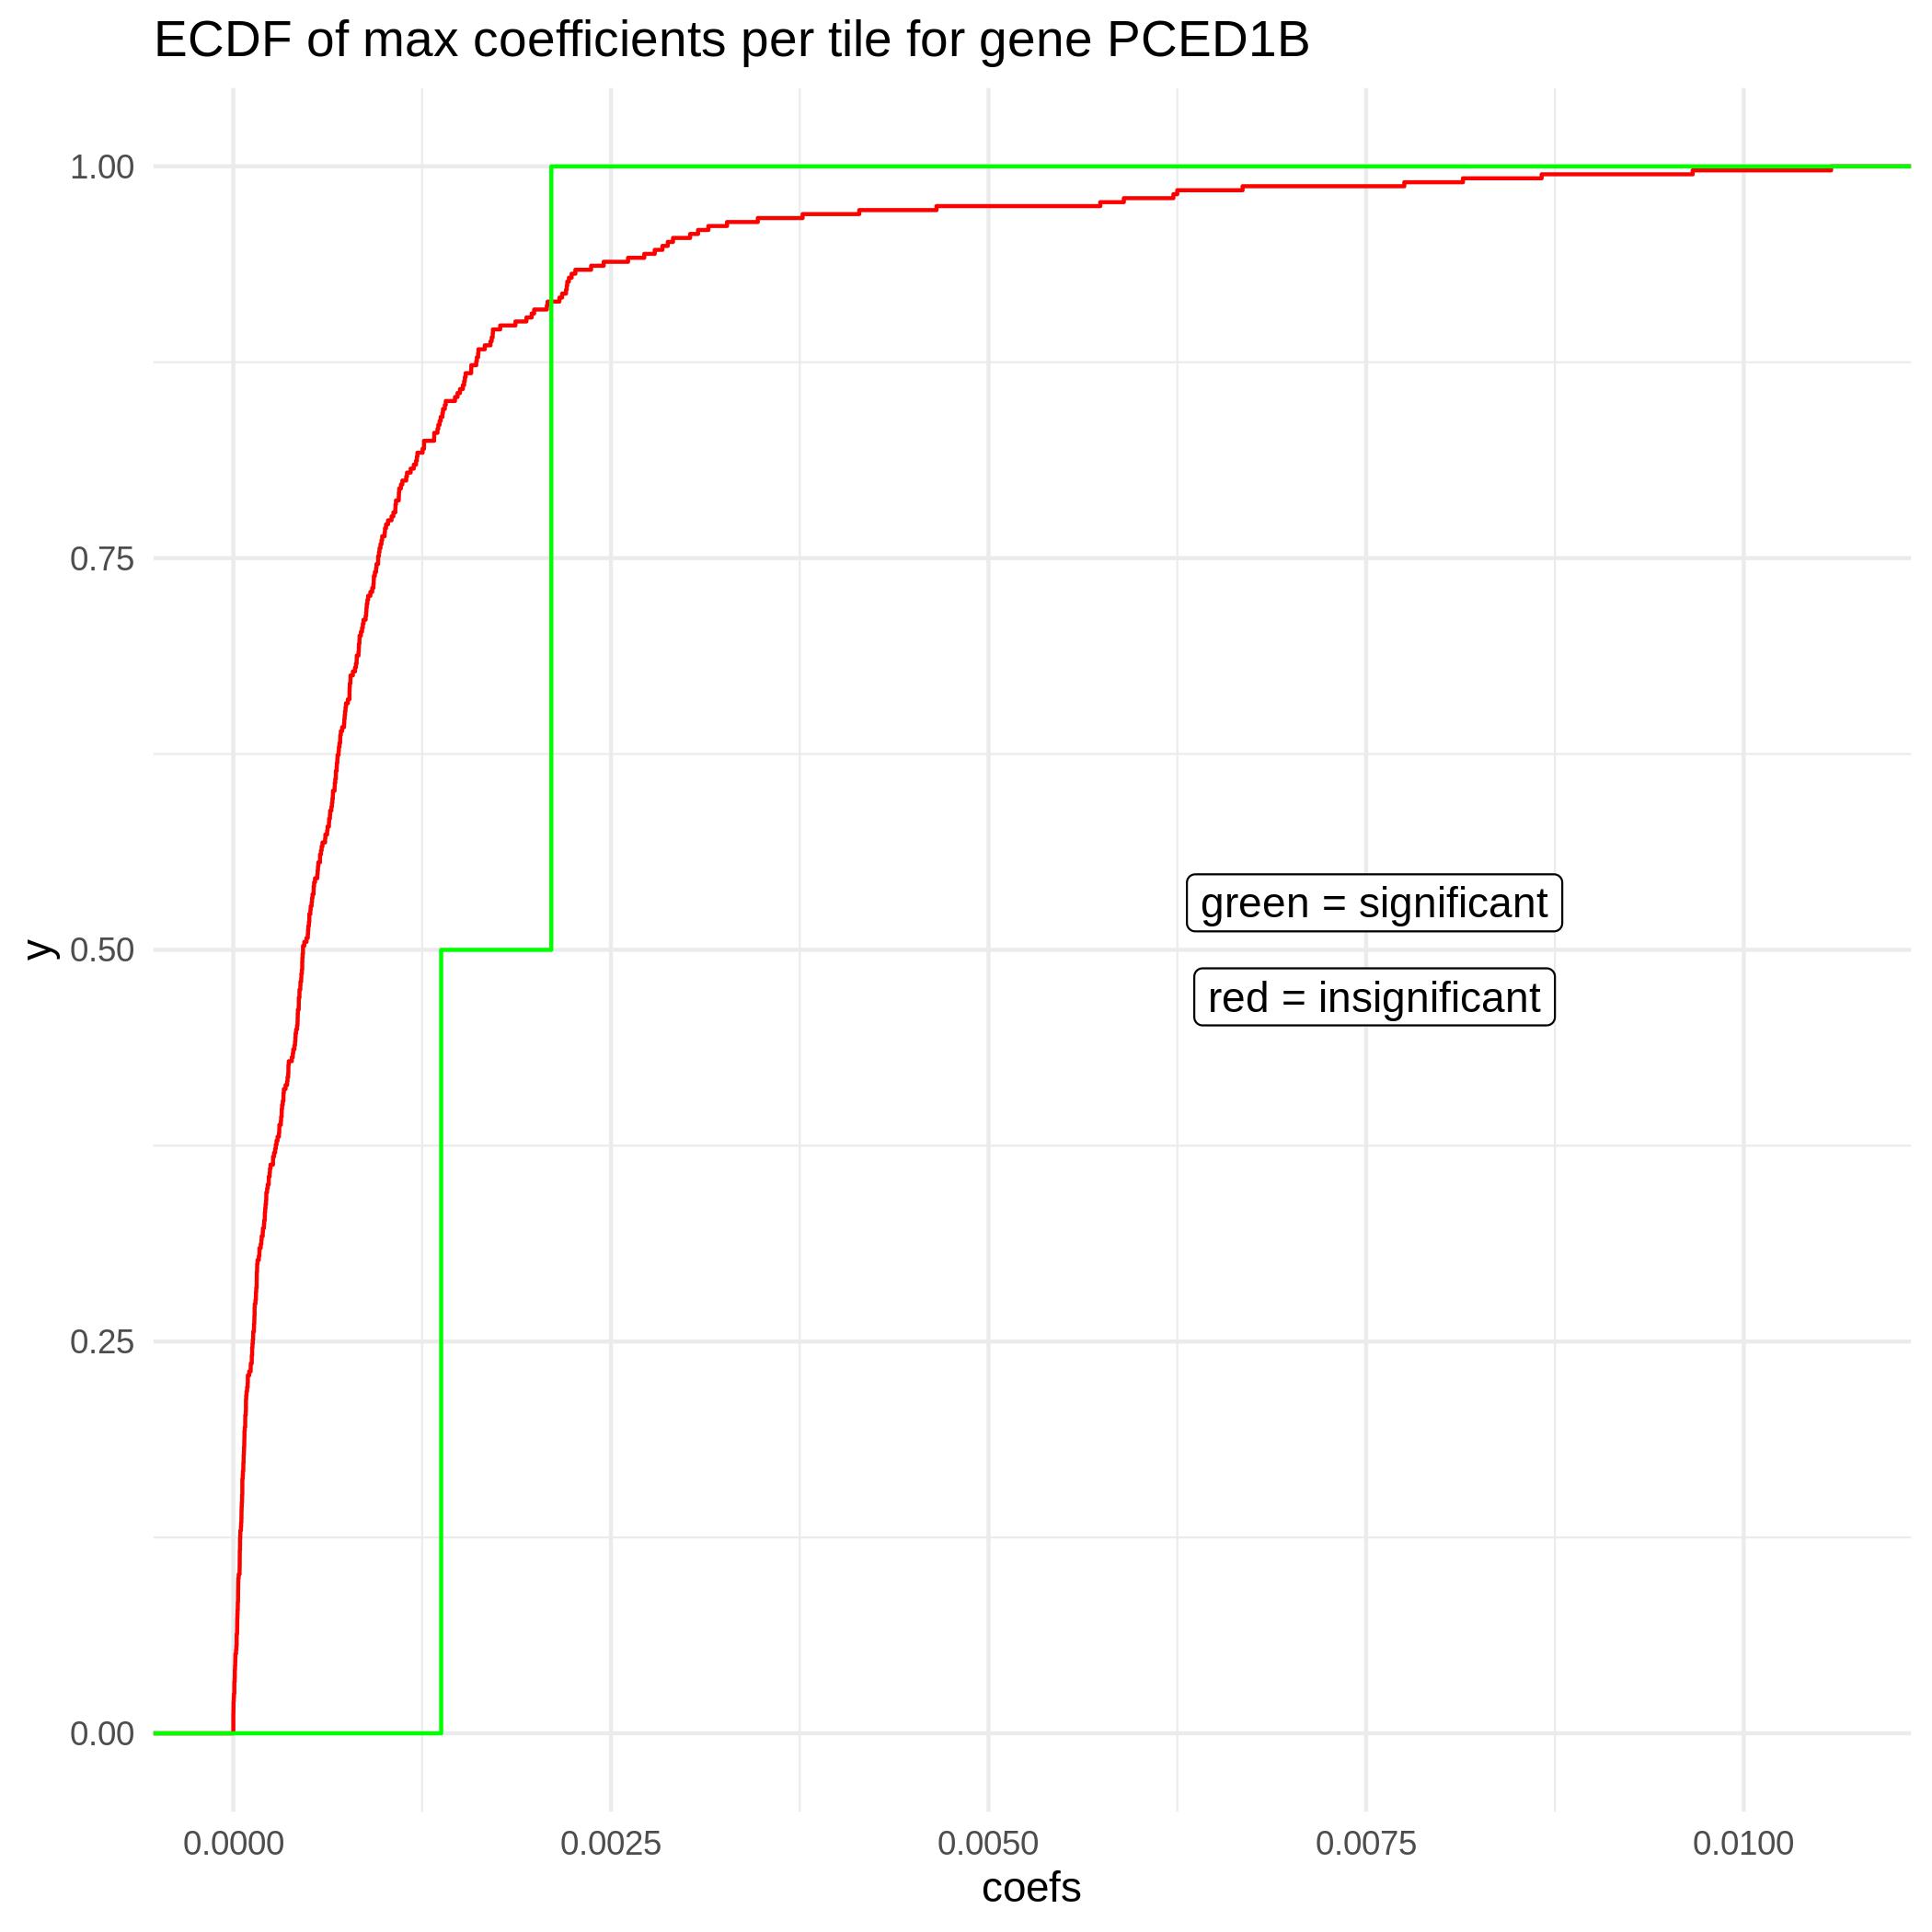 ECDF of max coefficients per tile for gene PCED1B
1.00
0.75
0.50
0.25
0.00
y
green = significant
red = insignificant
0.0000 0.0025 0.0050 0.0075 0.0100
coefs